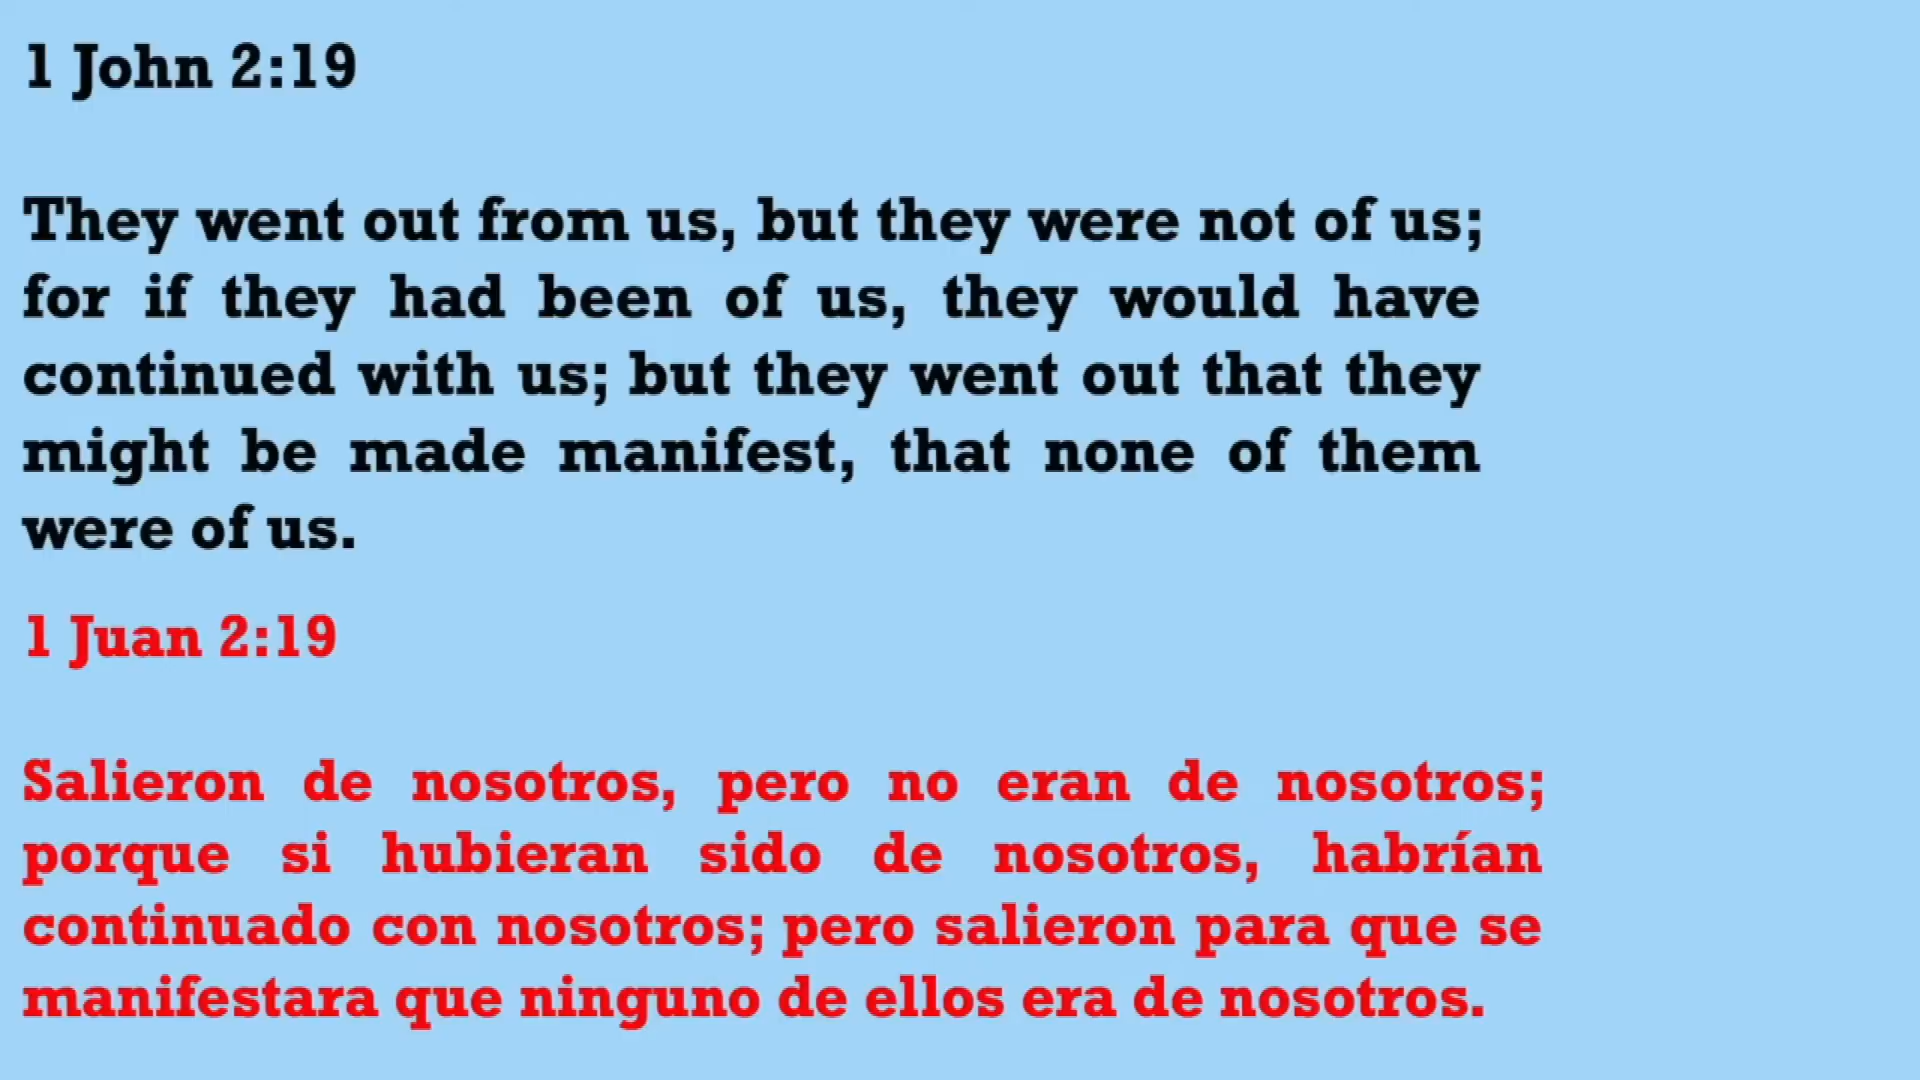 1 John 2:19
They went out from us, but they were not of us;
for if they had been of us, they would have
continued with us; but they went out that they
might be made manifest, that none of them
were of us.
1 Juan 2:19
Salieron de nosotros, pero no eran de nosotros;
porque si hubieran sido de nosotros, habrían
continuado con nosotros; pero salieron para que se
manifestara que ninguno de ellos era de nosotros.